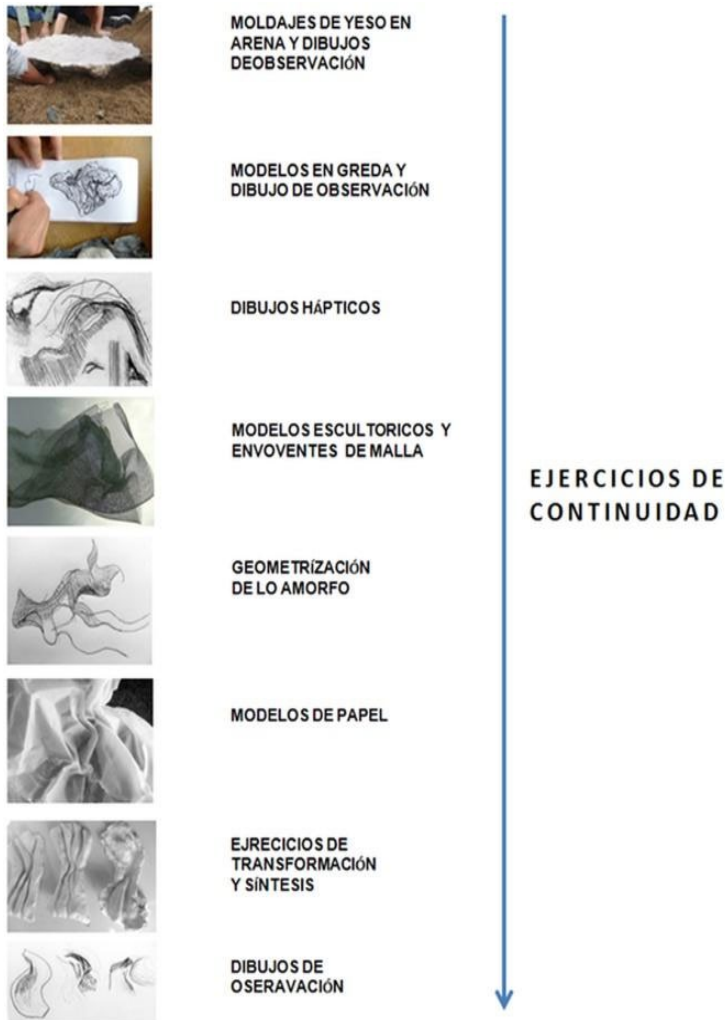 MOLDAJES DE YESO EN
ARENA Y DIBUJOS
DEOBSERVACIÓN
MODELOS EN GREDA Y
DIBUJO DE OBSERVACIÓN
DIBUJOS HÁPTICOS
MODELOS ESCULTORICOS Y
ENVOVENTES DE MALLA
EJERCICIOS DE
CONTINUIDAD
GEOMETRÍZACIÓN
DE LO AMORFO
MODELOS DE PAPEL
EJRECICIOS DE
TRANSFORMACIÓN
Y SÍNTESIS
DIBUJOS DE
OSERAVACIÓN